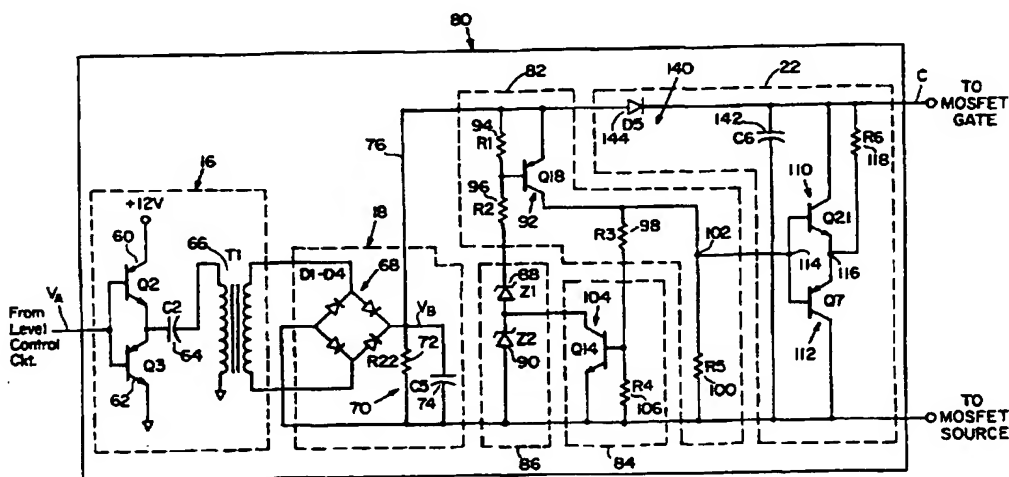 80
82
140
22
C
TO
MOSFET
GATE
94
R1
144
D5
142
C6
R6
118
76
16
+12V
96
R2
Q18
92
110
Q21
18
98
R3
102
60
66
T1
D1-D4
68
114
116
88
Z1
104
Q7
Q2
C2
VB
VA
From
Level
Control
Ckt.
64
Q3
R22
72
C5
74
Z2
90
Q14
112
62
70
R4
106
R5
100
TO
MOSFET
SOURCE
86
84